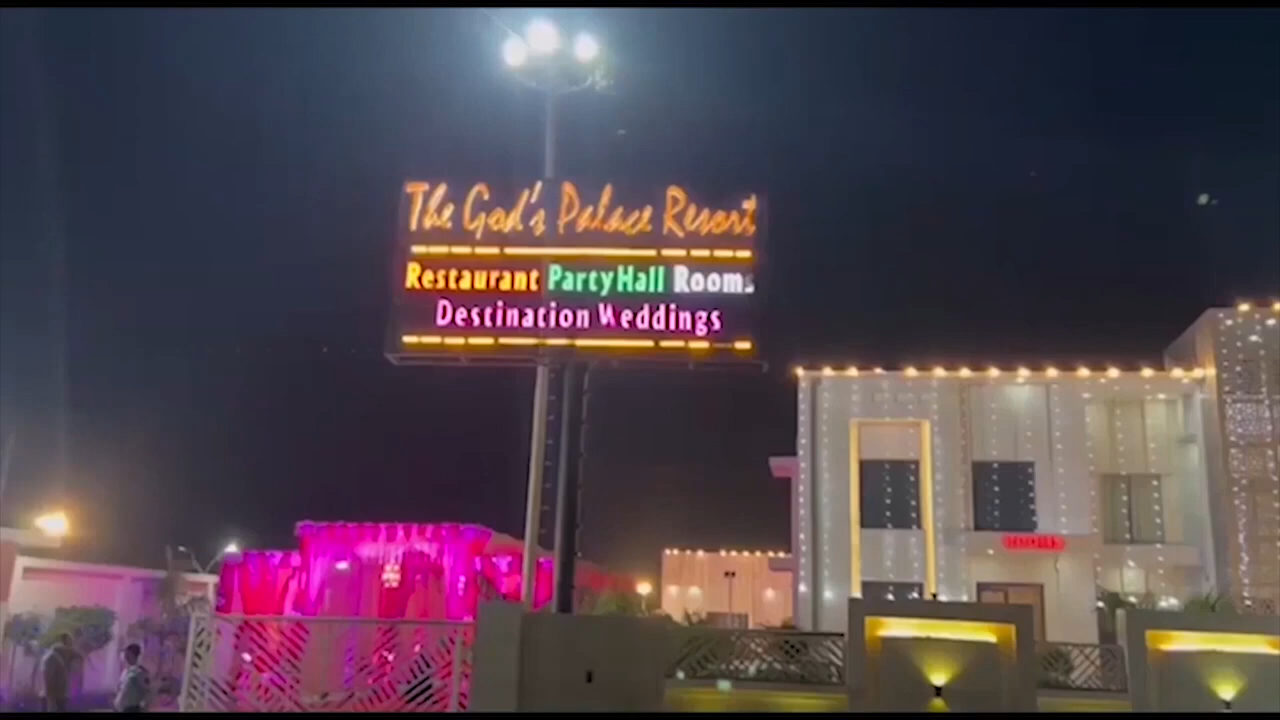 The God's Palace Resort
Restaurant PartyHall Rooms
Destination Weddings